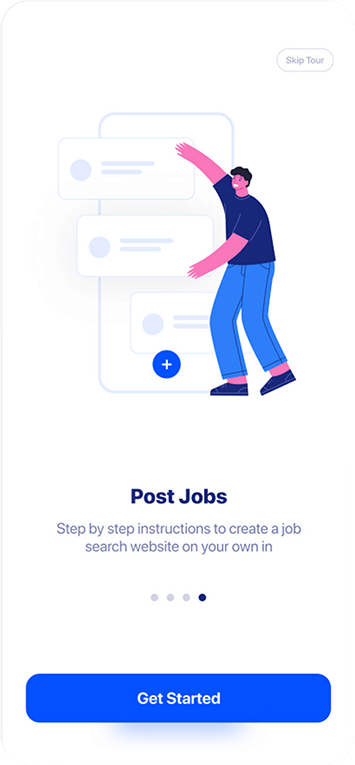 Skip Tour
Post Jobs
Step by step instructions to create a job
search website on your own in
Get Started